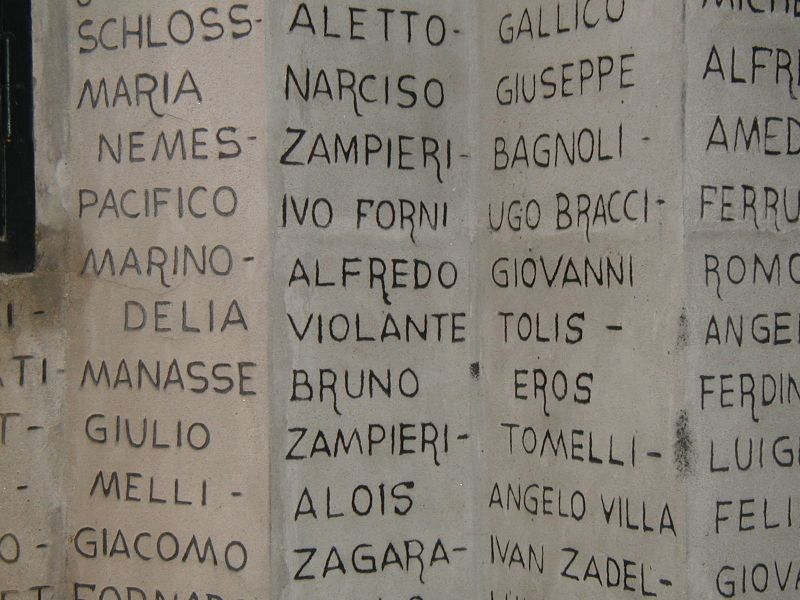 SCHLOSS-
MARIA
NEMES-
PACIFICO
MARINO-
DELIA
MANASSE
GIULIO
MELLI-
GIACOMO
ALETTO-
NARCISO
ZAMPIERI-
IVO FORNI
ALFREDO
VIOLANTE
BRUNO
ZAMPIERI-
ALOIS
ZAGARA-
GALLICO
GIUSEPPE
BAGNOLI-
UGO BRACCI-
GIOVANNI
TOLIS-
EROS
TOMELLI-
ANGELO VILLA
IVAN ZADEL-
ALFR
AMED
FERRU
ROMO
ANGE
FERDIN
LUIG
FELI
GIOVA